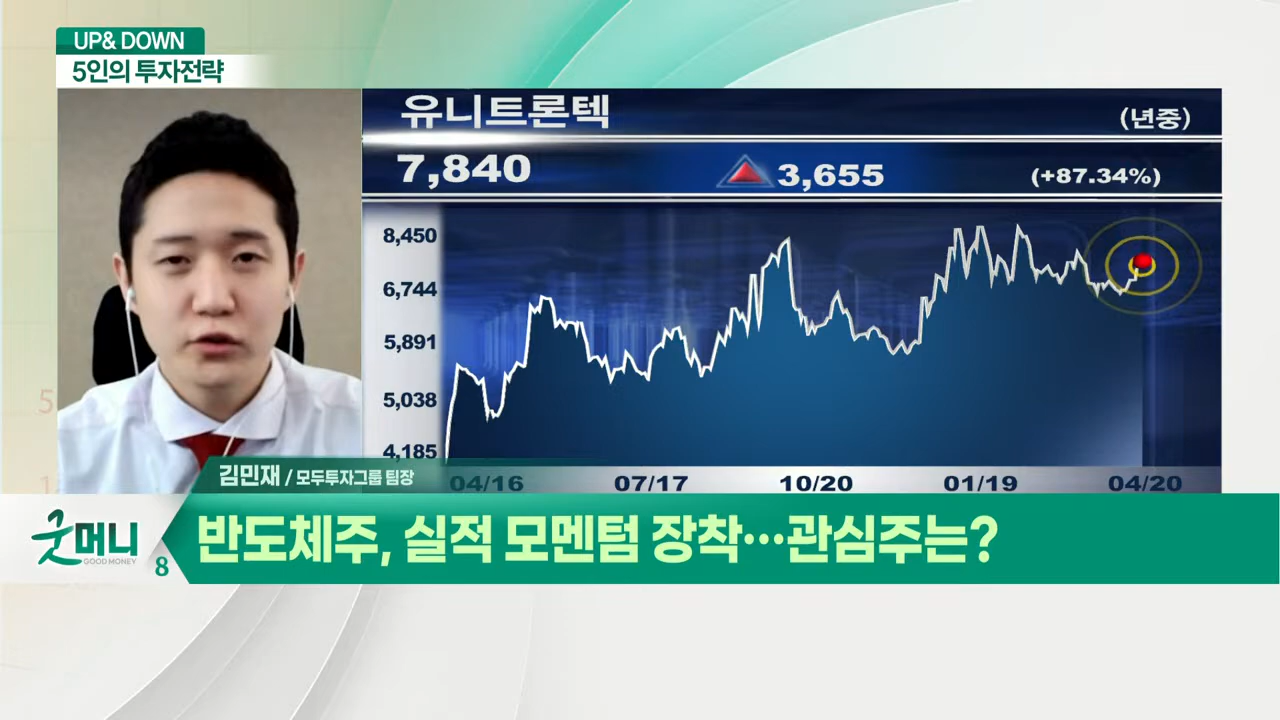 UP& DOWN
5인의 투자전략
유니트론텍
(년중)
7,840
3,655
(+87.34%)
8,450
6,744
5,891
5,038
4,185
04/16 07/17 10/20 01/19 04/20
김민재 / 모두투자그룹 팀장
굿머니
GOOD MONEY
8
반도체주, 실적 모멘텀 장착…관심주는?
5
1